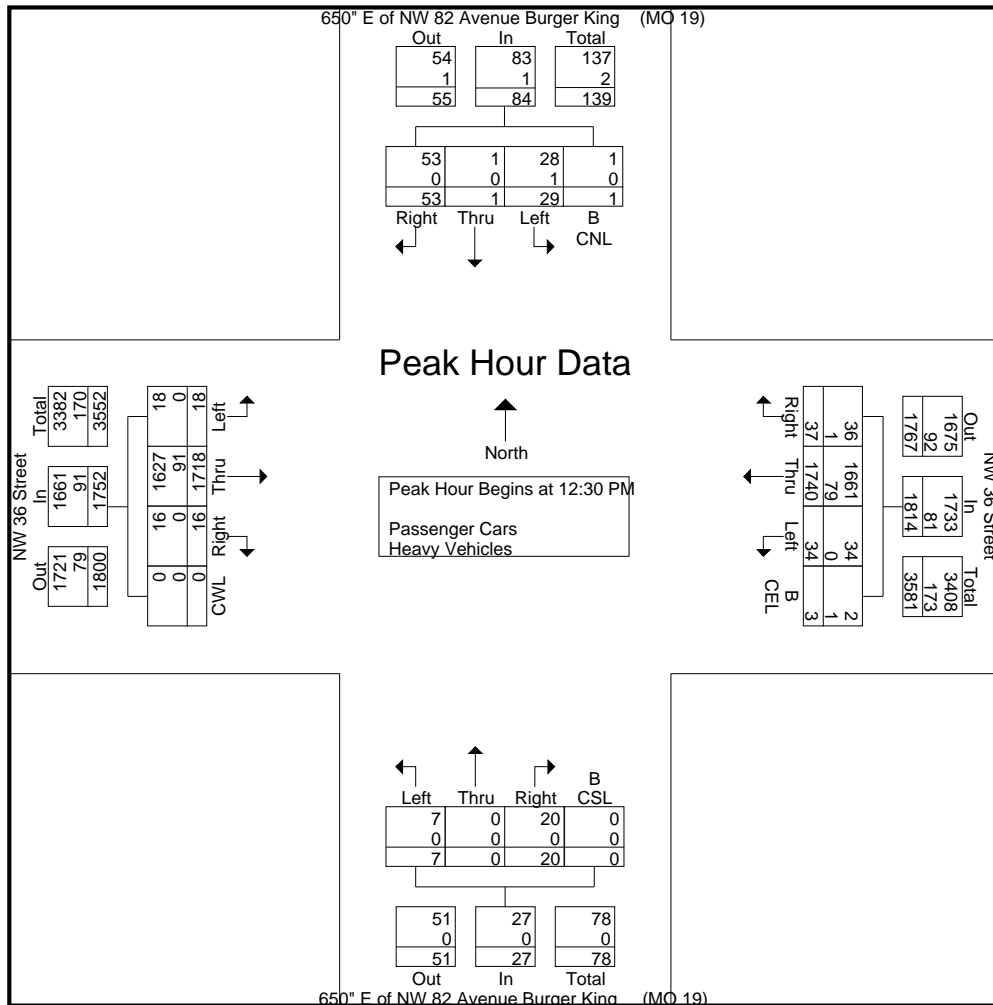 650" E of NW 82 Avenue Burger King (MO 19)
Out In Total
54 83 137
1 1 2
55 84 139
53 1 28 1
0 0 1 0
53 1 29 1
Right Thru Left B
CNL
Peak Hour Data
North
Peak Hour Begins at 12:30 PM
Passenger Cars
Heavy Vehicles
NW 36 Street
Out In Total
1721 1661 3382
79 91 170
1800 1752 3552
CWL Right Thru Left
0 16 1627 18
0 0 91 0
0 16 1718 18
NW 36 Street
Out In Total
1675 1733 3408
92 81 173
1767 1814 3581
36 1661 34 2
1 79 0 1
37 1740 34 3
Right Thru Left B
CEL
B
Left Thru Right CSL
7 0 20 0
0 0 0 0
7 0 20 0
51 27 78
0 0 0
51 27 78
Out In Total
650" E of NW 82 Avenue Burger King (MO 19)